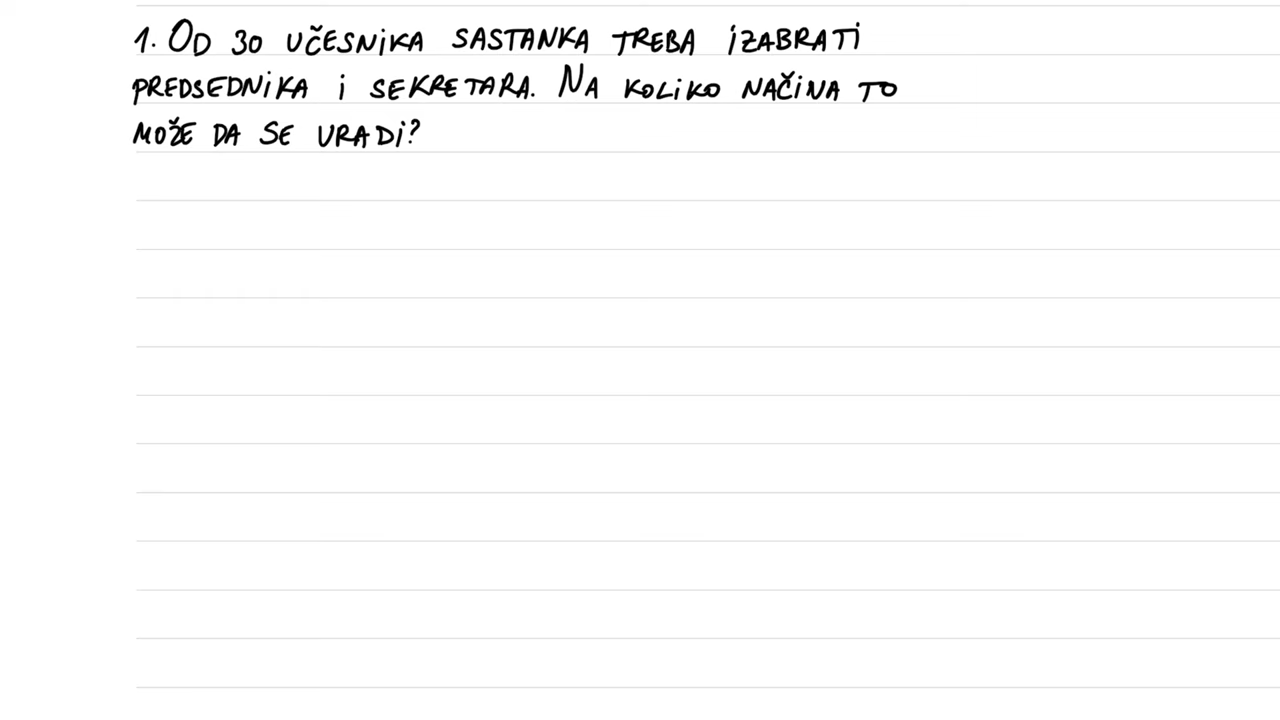 1. OD 30 UČESNIKA SASTANKA TREBA iZABRATi
PREDSEDNiKA i SEKRETARA. NA KOLiKO NAČiNA TO
MOŽE DA SE URADi?